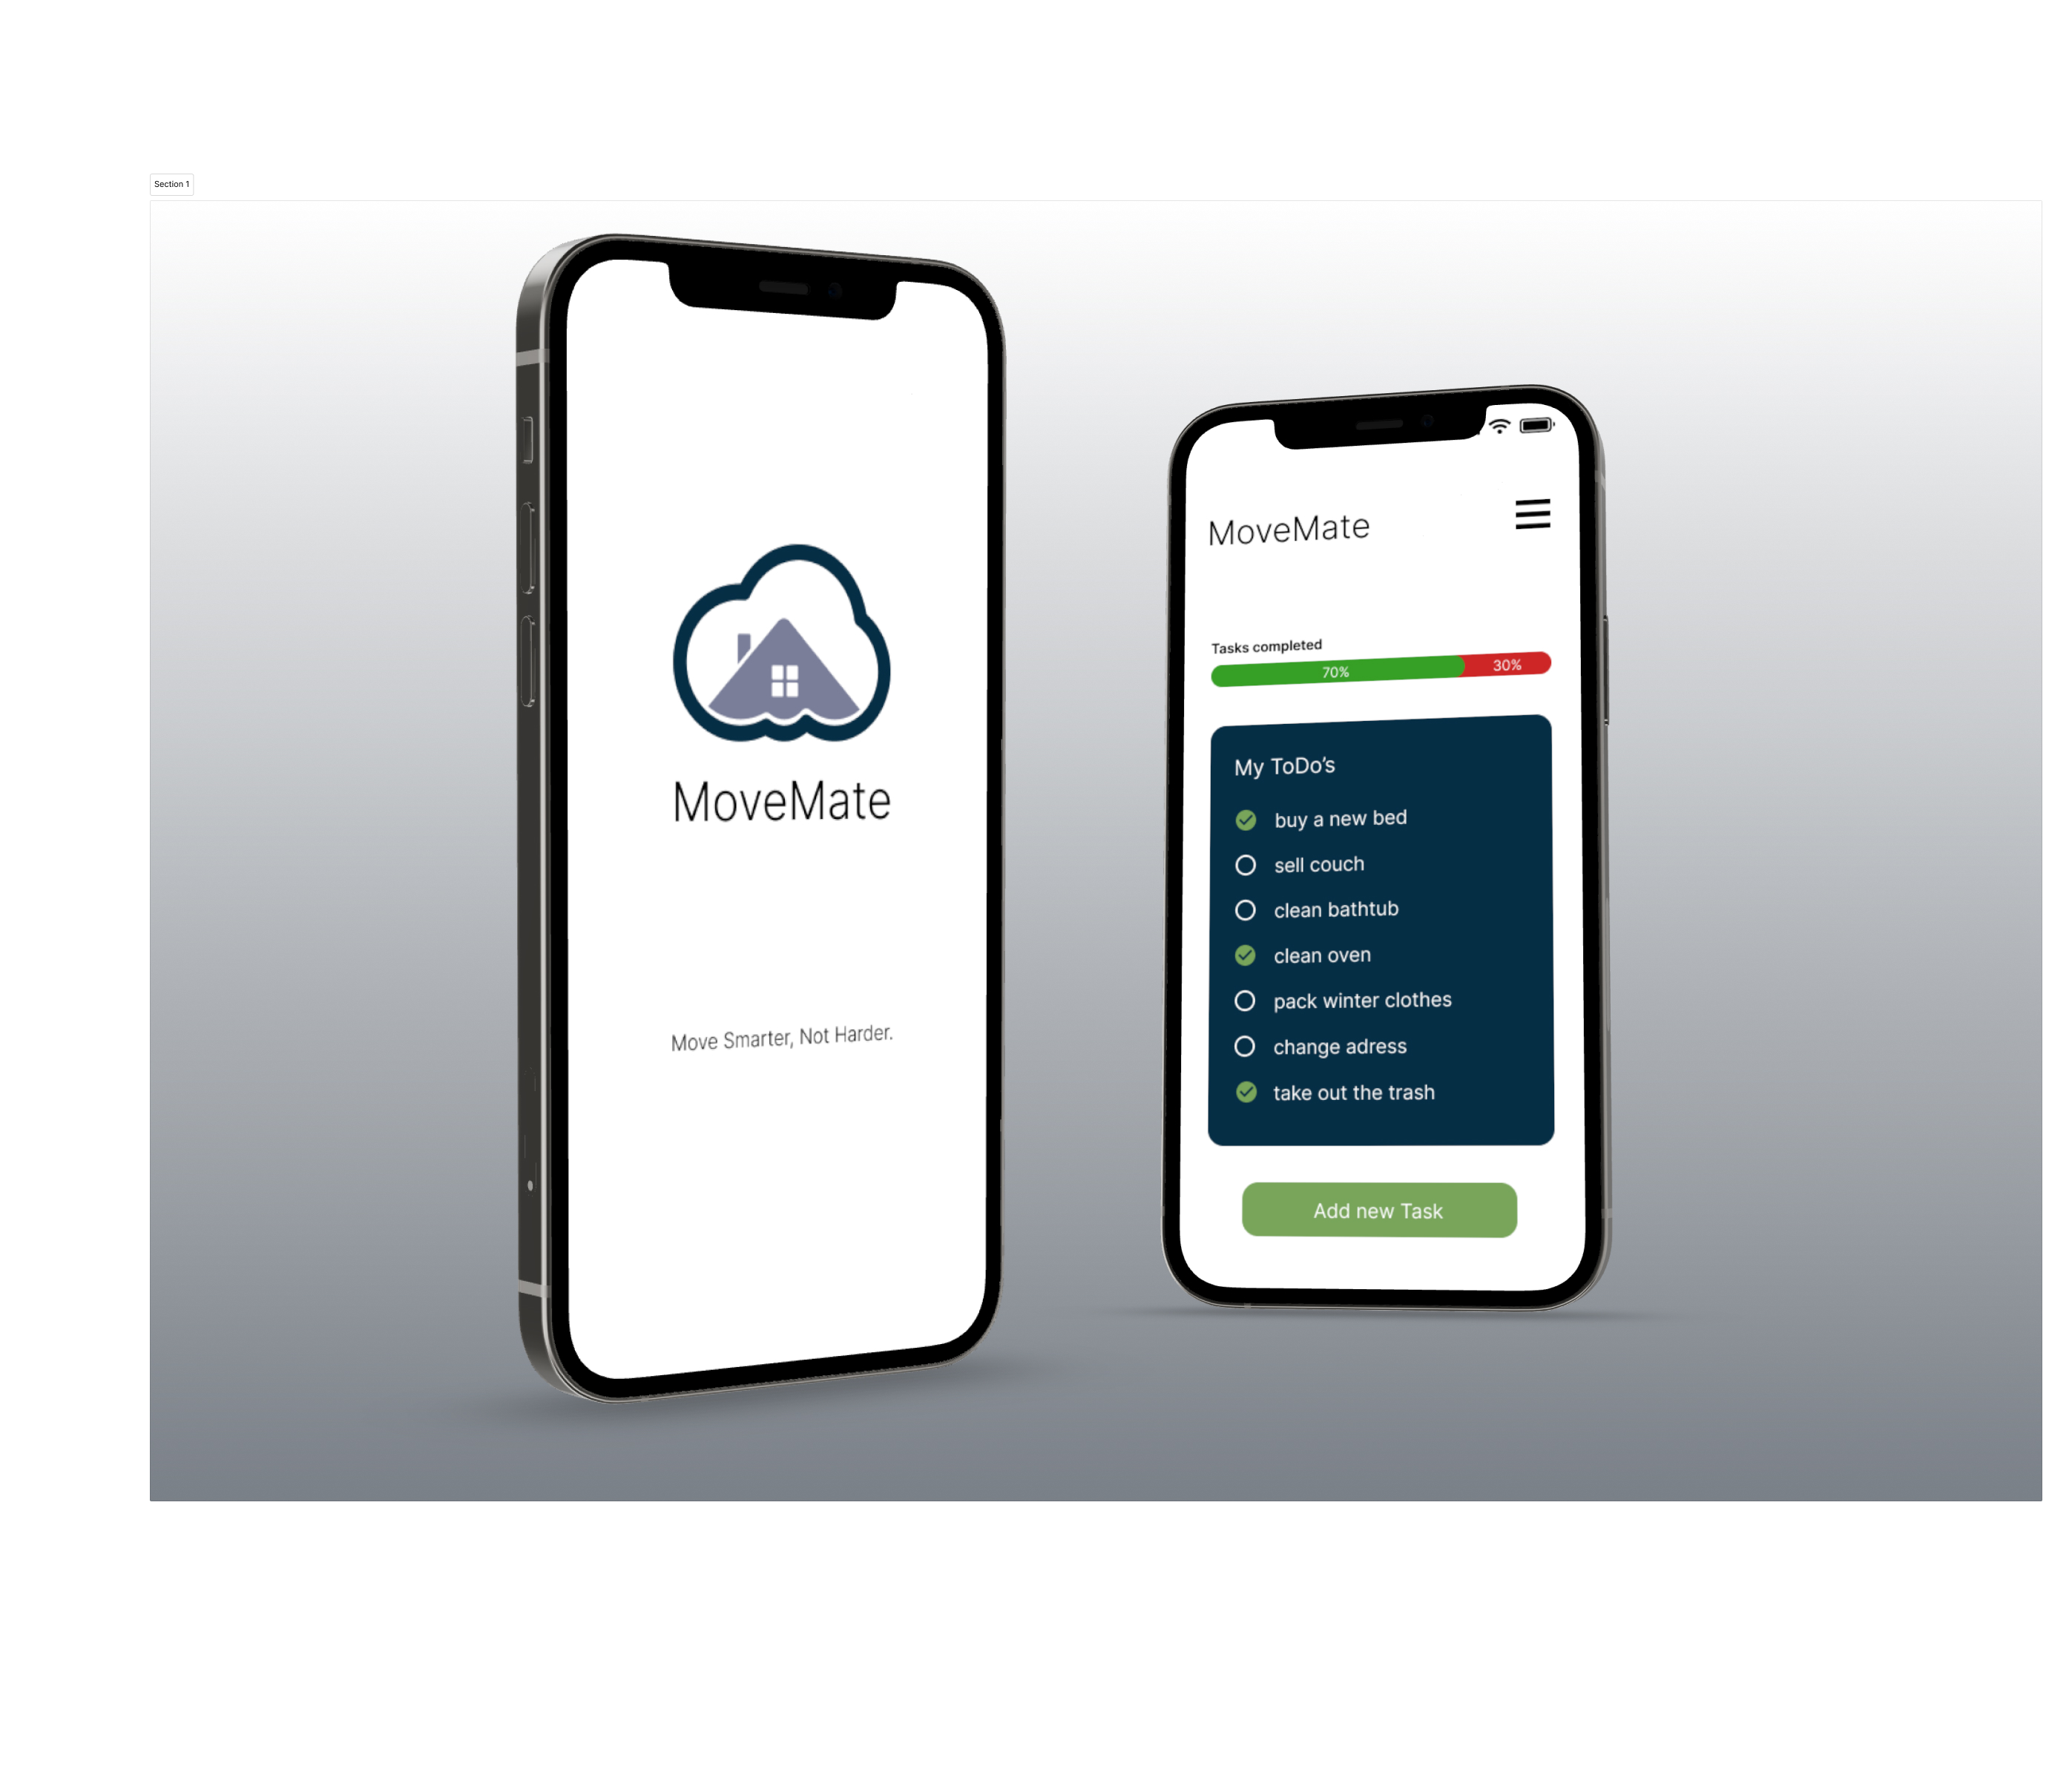 Section 1
MoveMate
Move Smarter, Not Harder.
MoveMate
Tasks completed
70% 30%
My ToDo's
buy a new bed
sell couch
clean bathtub
clean oven
pack winter clothes
change adress
take out the trash
Add new Task